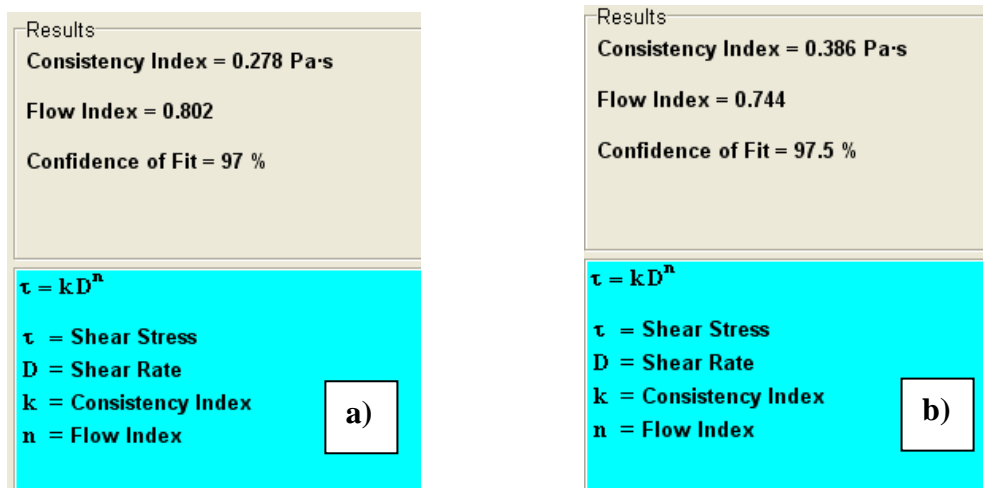 Results
Consistency Index = 0.278 Pa·s
Flow Index = 0.802
Confidence of Fit = 97 %
τ = kDⁿ
τ = Shear Stress
D = Shear Rate
k = Consistency Index
n = Flow Index
a)
Results
Consistency Index = 0.386 Pa·s
Flow Index = 0.744
Confidence of Fit = 97.5 %
τ = kDⁿ
τ = Shear Stress
D = Shear Rate
k = Consistency Index
n = Flow Index
b)